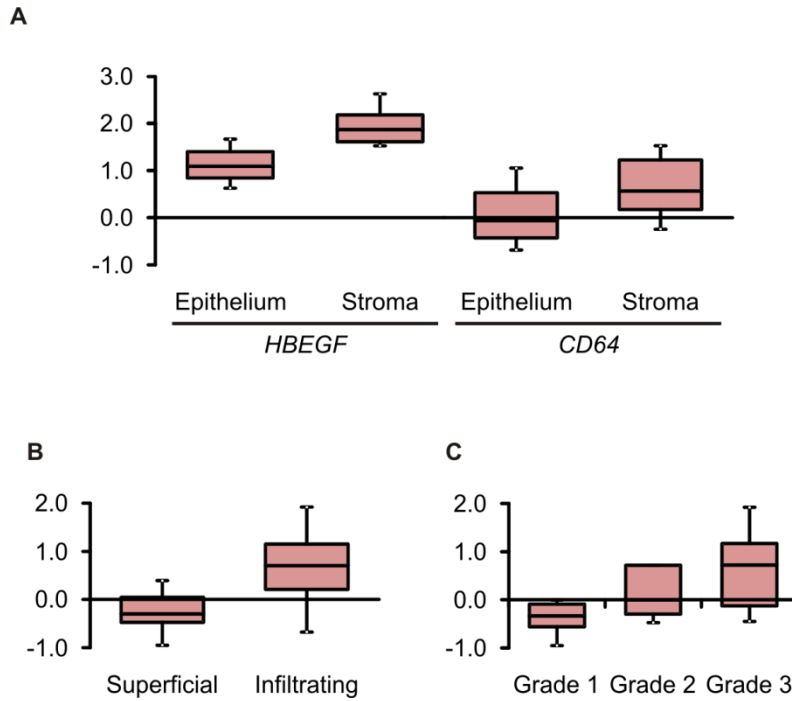 A
3.0
2.0
1.0
0.0
-1.0
Epithelium Stroma Epithelium Stroma
HBEGF CD64
B C
2.0 2.0
1.0 1.0
0.0 0.0
-1.0 -1.0
Superficial Infiltrating Grade 1 Grade 2 Grade 3